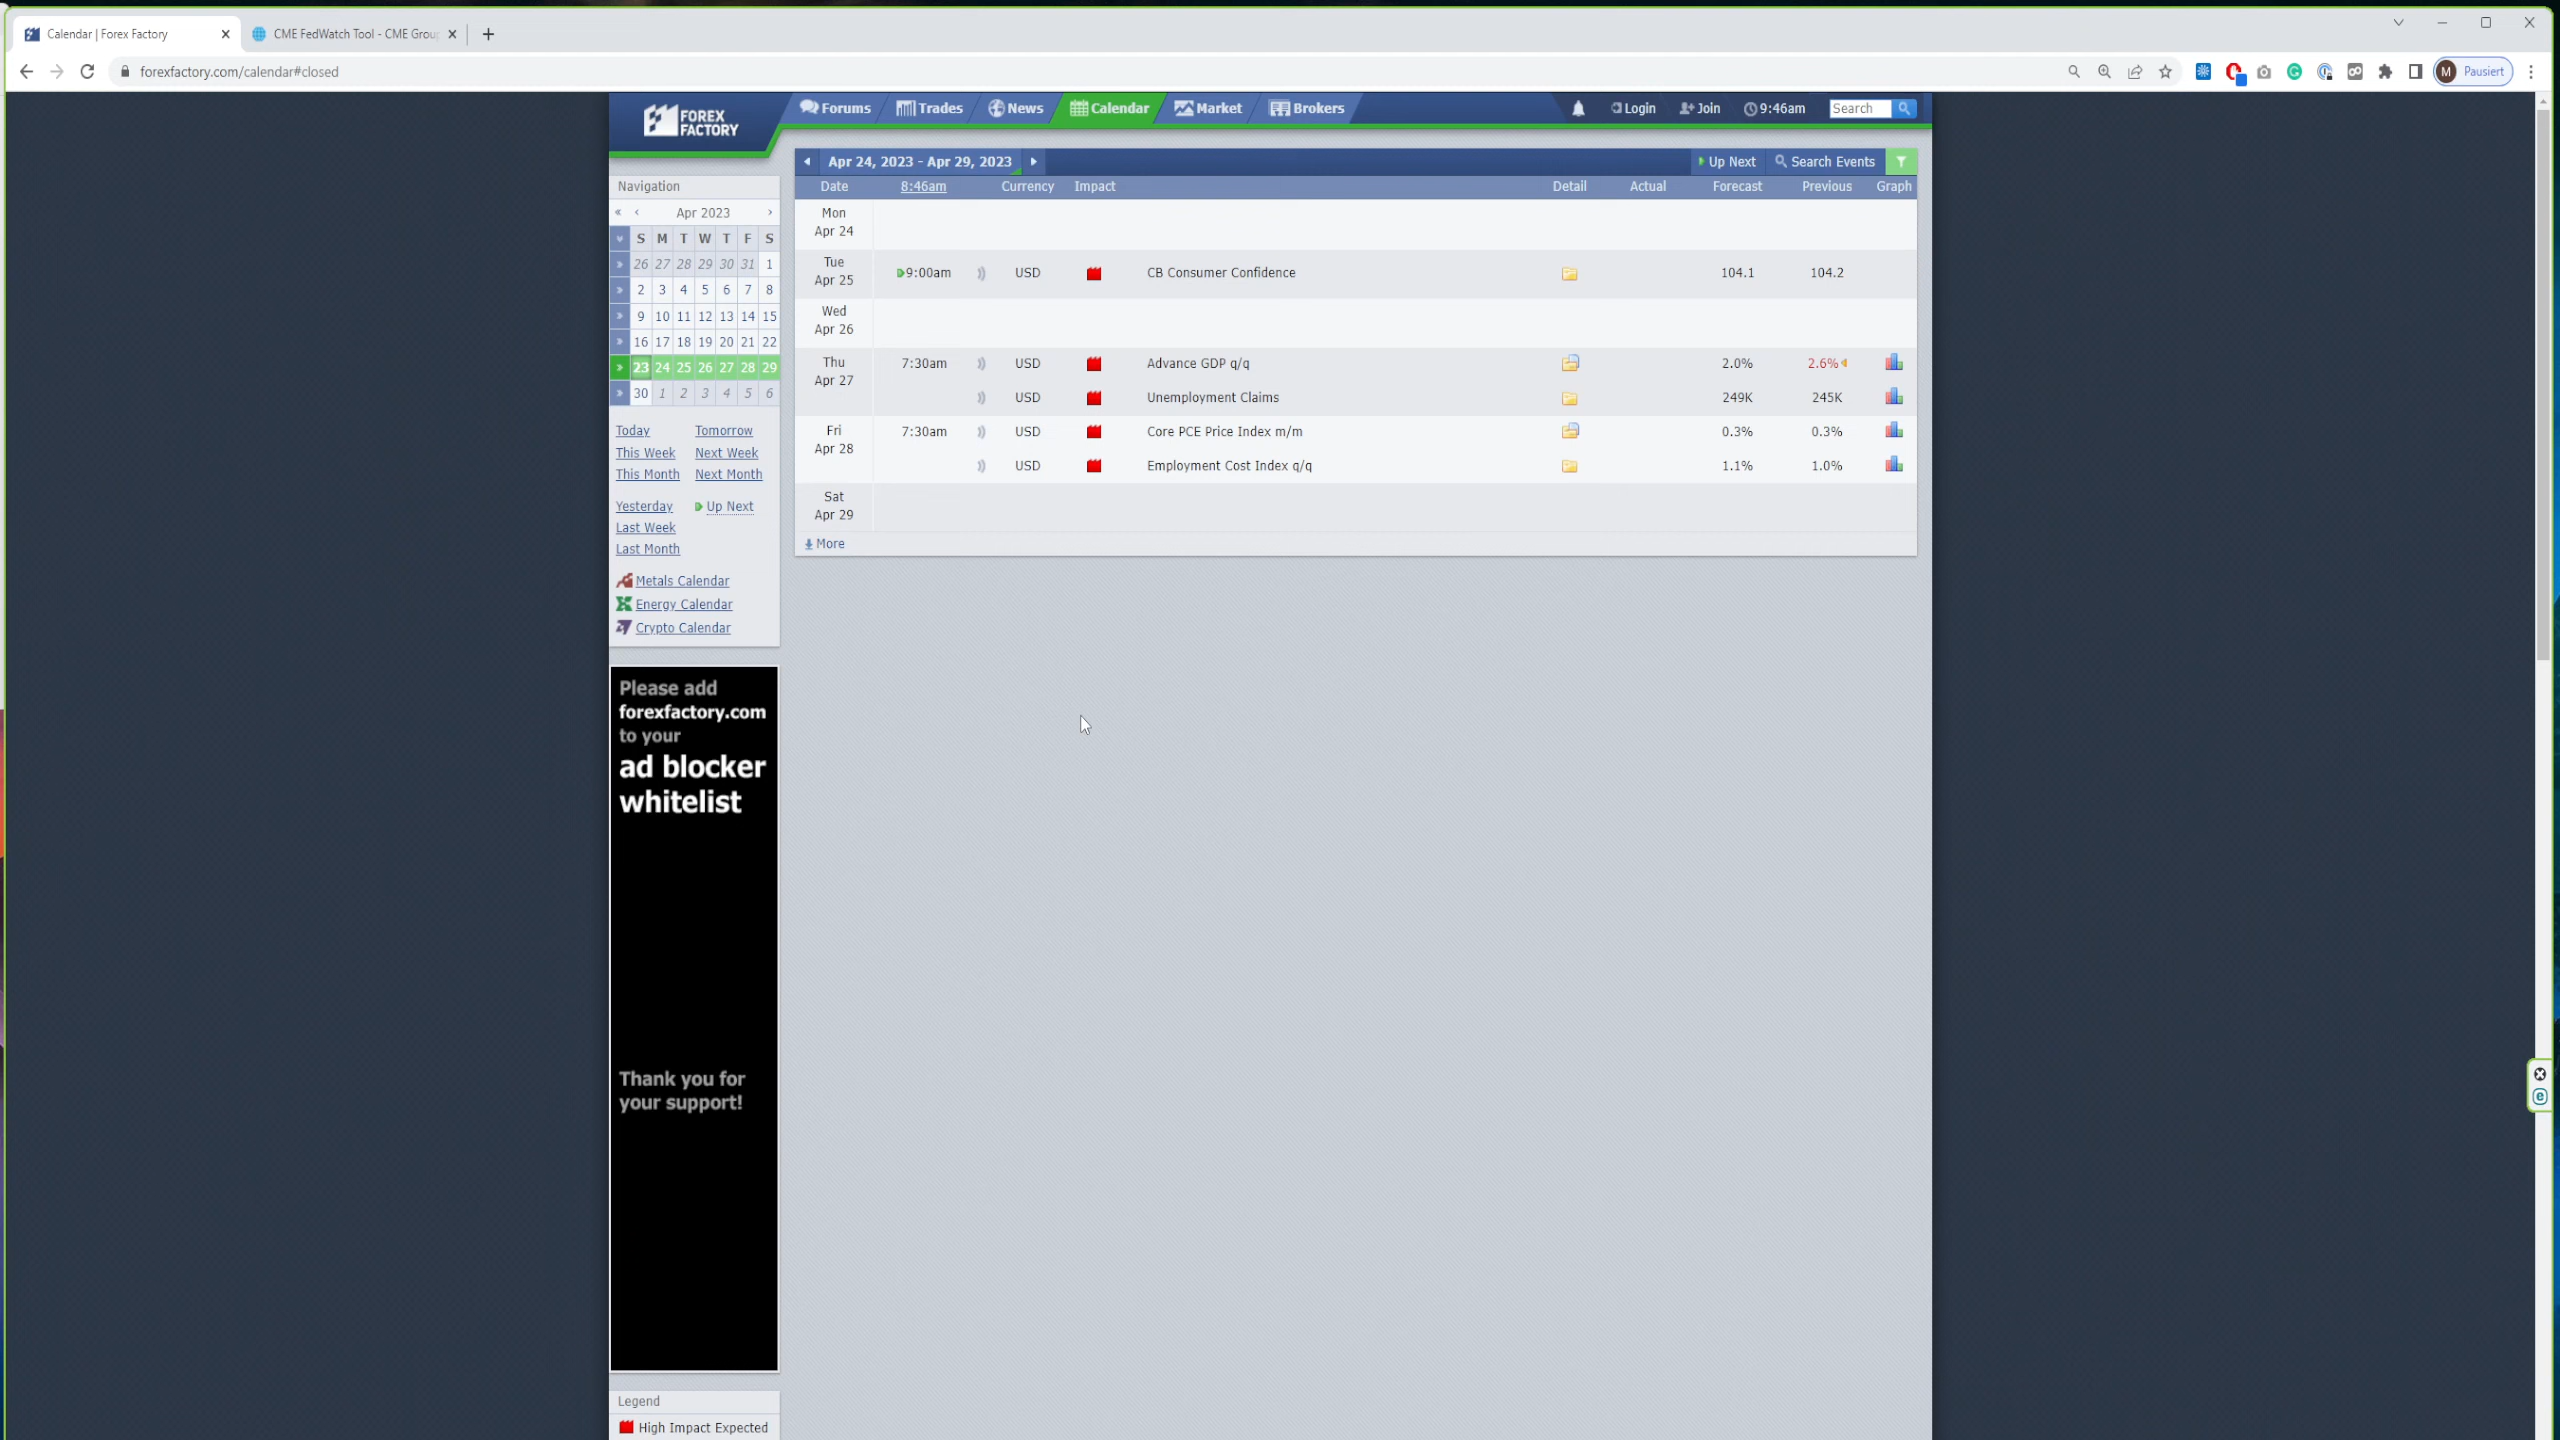 Calendar | Forex Factory
CME FedWatch Tool - CME Grou
forexfactory.com/calendar#closed
M Pausiert
FOREX
FACTORY
Forums Trades News Calendar Market Brokers Login Join 9:46am Search
Navigation
« ‹ Apr 2023 ›
S M T W T F S
26 27 28 29 30 31 1
2 3 4 5 6 7 8
9 10 11 12 13 14 15
16 17 18 19 20 21 22
23 24 25 26 27 28 29
30 1 2 3 4 5 6
Today Tomorrow
This Week Next Week
This Month Next Month
Yesterday Up Next
Last Week
Last Month
Metals Calendar
Energy Calendar
Crypto Calendar
Please add
forexfactory.com
to your
ad blocker
whitelist
Thank you for
your support!
Legend
High Impact Expected
Apr 24, 2023 - Apr 29, 2023 Up Next Search Events
Date 8:46am Currency Impact Detail Actual Forecast Previous Graph
Mon
Apr 24
Tue
Apr 25 9:00am USD CB Consumer Confidence 104.1 104.2
Wed
Apr 26
Thu
Apr 27 7:30am USD Advance GDP q/q 2.0% 2.6%
USD Unemployment Claims 249K 245K
Fri
Apr 28 7:30am USD Core PCE Price Index m/m 0.3% 0.3%
USD Employment Cost Index q/q 1.1% 1.0%
Sat
Apr 29
More